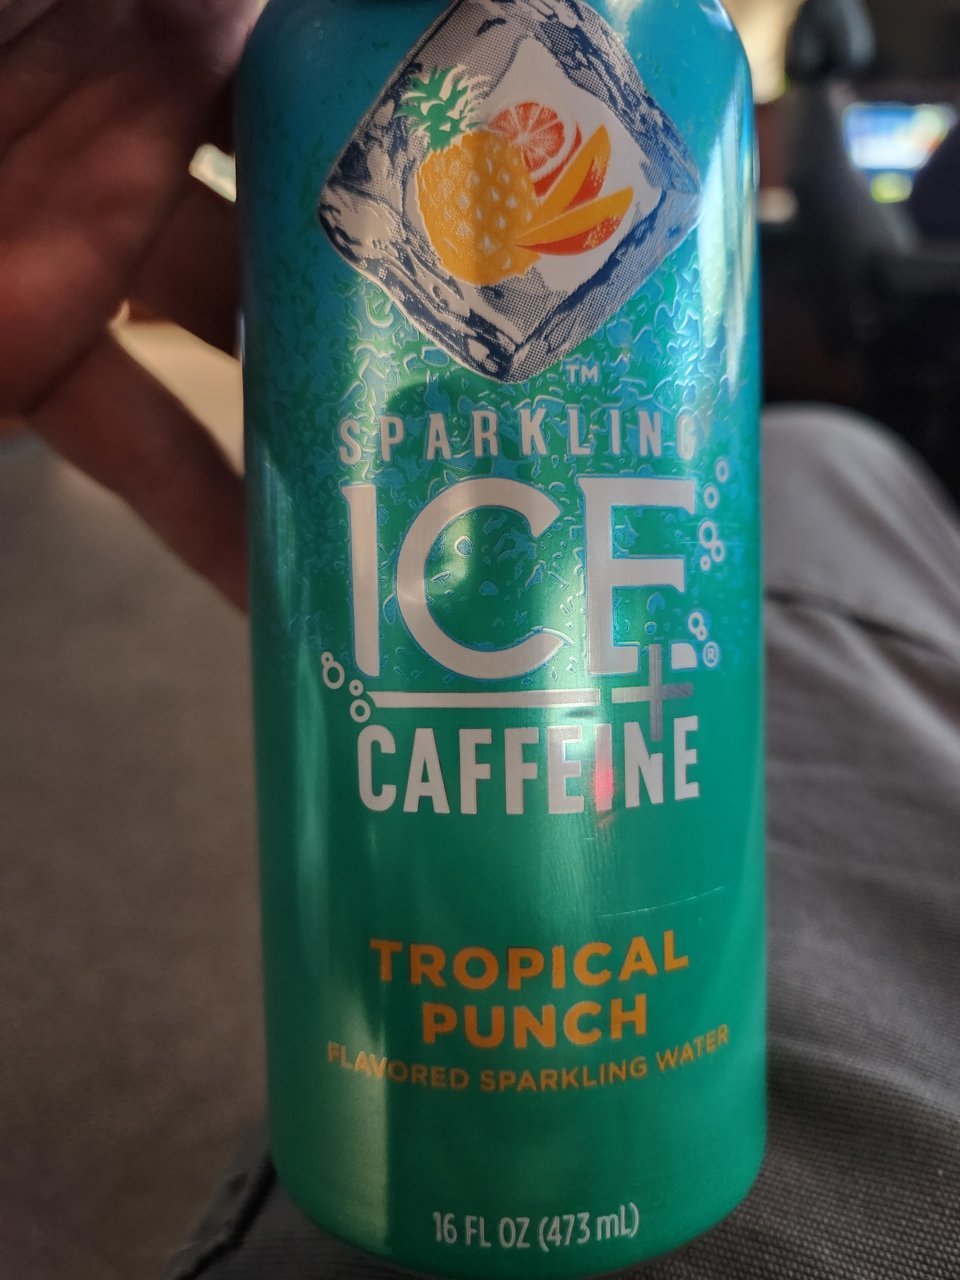 TM
SPARKLING
ICE ®
+
CAFFEINE
TROPICAL
PUNCH
FLAVORED SPARKLING WATER
16 FL OZ (473 mL)